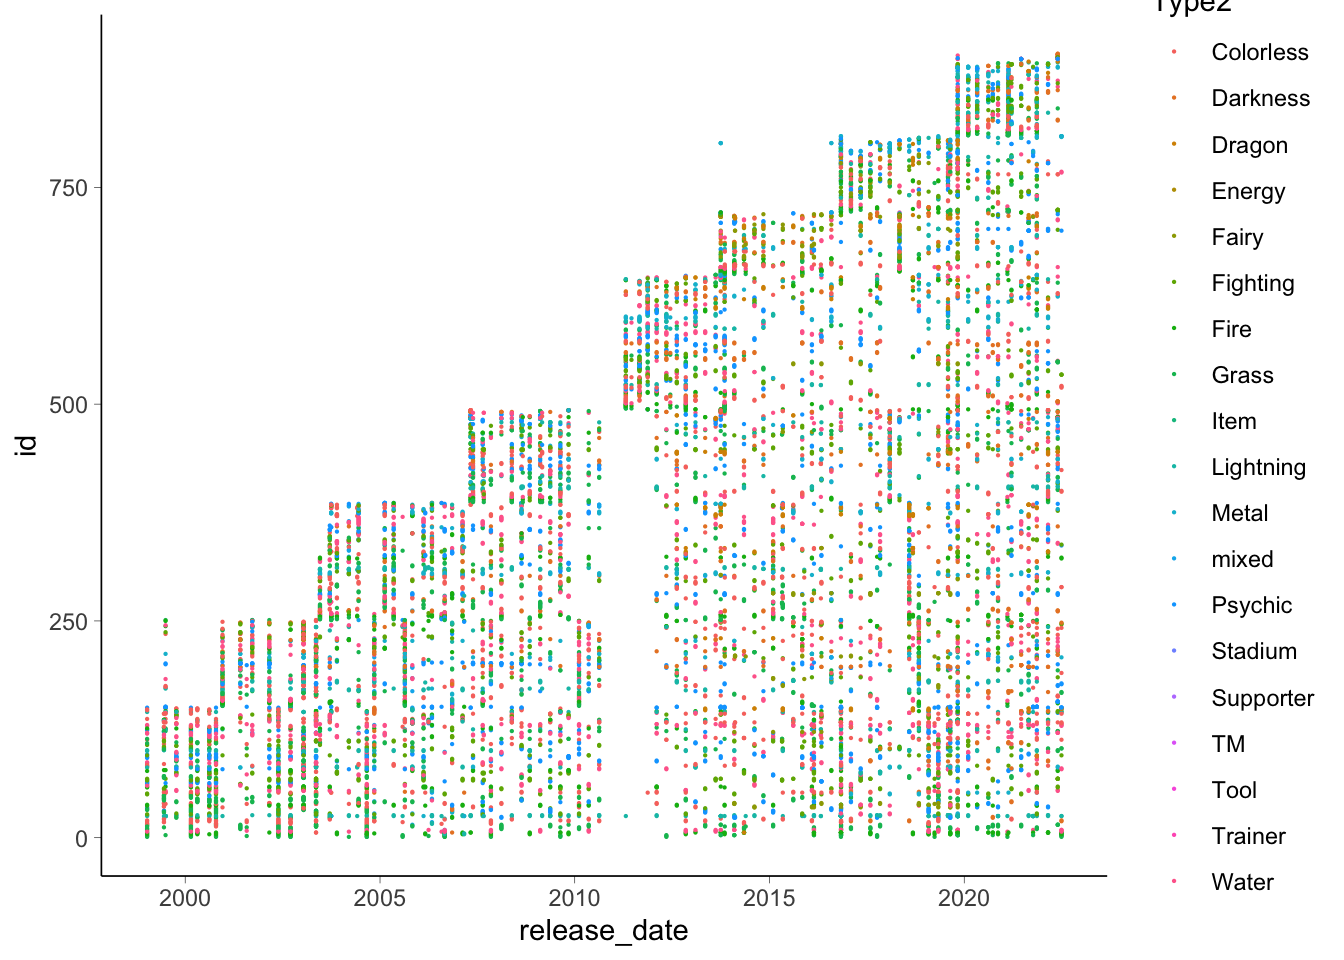 Type2
Colorless
Darkness
Dragon
Energy
Fairy
Fighting
Fire
Grass
Item
Lightning
Metal
mixed
Psychic
Stadium
Supporter
TM
Tool
Trainer
Water
750
500
250
0
id
2000 2005 2010 2015 2020
release_date